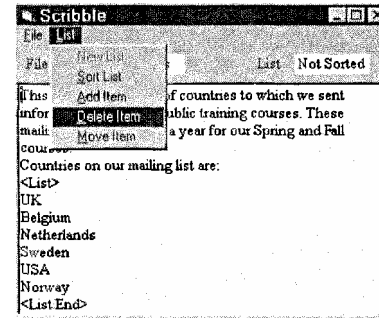 Scribble
File List
File s List Not Sorted
New List
Sort List
Add Item
Delete Item
Move Item
This of countries to which we sent
infor ublic training courses. These
maili a year for our Spring and Fall
course
Countries on our mailing list are:
<List>
UK
Belgium
Netherlands
Sweden
USA
Norway
<List End>